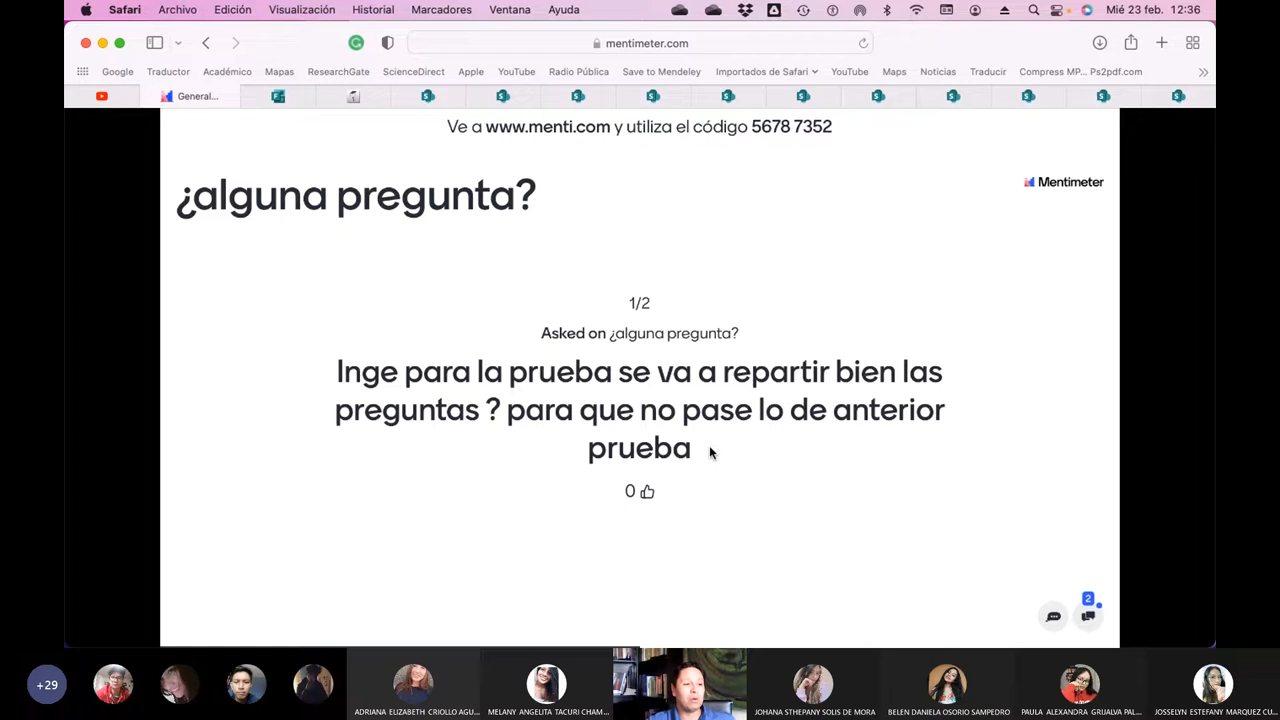 Safari Archivo Edición Visualización Historial Marcadores Ventana Ayuda Mié 23 feb. 12:36
mentimeter.com
Google Traductor Académico Mapas ResearchGate ScienceDirect Apple YouTube Radio Pública Save to Mendeley Importados de Safari YouTube Maps Noticias Traducir Compress MP... Ps2pdf.com
General...
Ve a www.menti.com y utiliza el código 5678 7352
¿alguna pregunta?
Mentimeter
1/2
Asked on ¿alguna pregunta?
Inge para la prueba se va a repartir bien las
preguntas ? para que no pase lo de anterior
prueba
0
2
+29
ADRIANA ELIZABETH CRIOLLO AGU... MELANY ANGELITA TACURI CHAM... JOHANA STHEPANY SOLIS DE MORA BELEN DANIELA OSORIO SAMPEDRO PAULA ALEXANDRA GRIJALVA PAL... JOSSELYN ESTEFANY MARQUEZ CU...